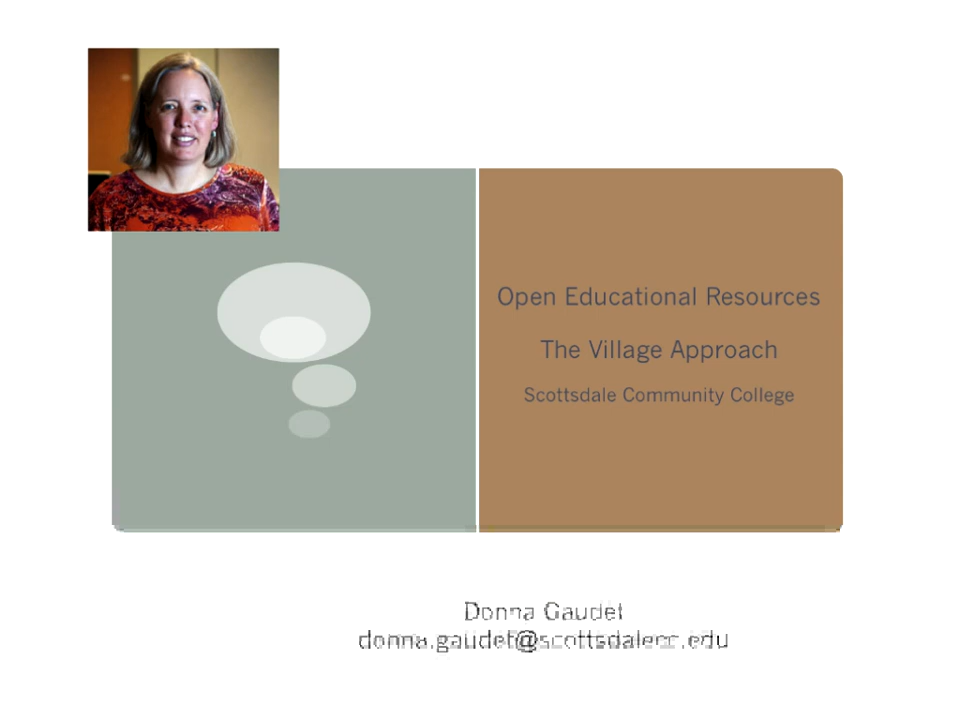 Open Educational Resources
The Village Approach
Scottsdale Community College
Donna Gaudet
donna.gaudet@scottsdalecc.edu